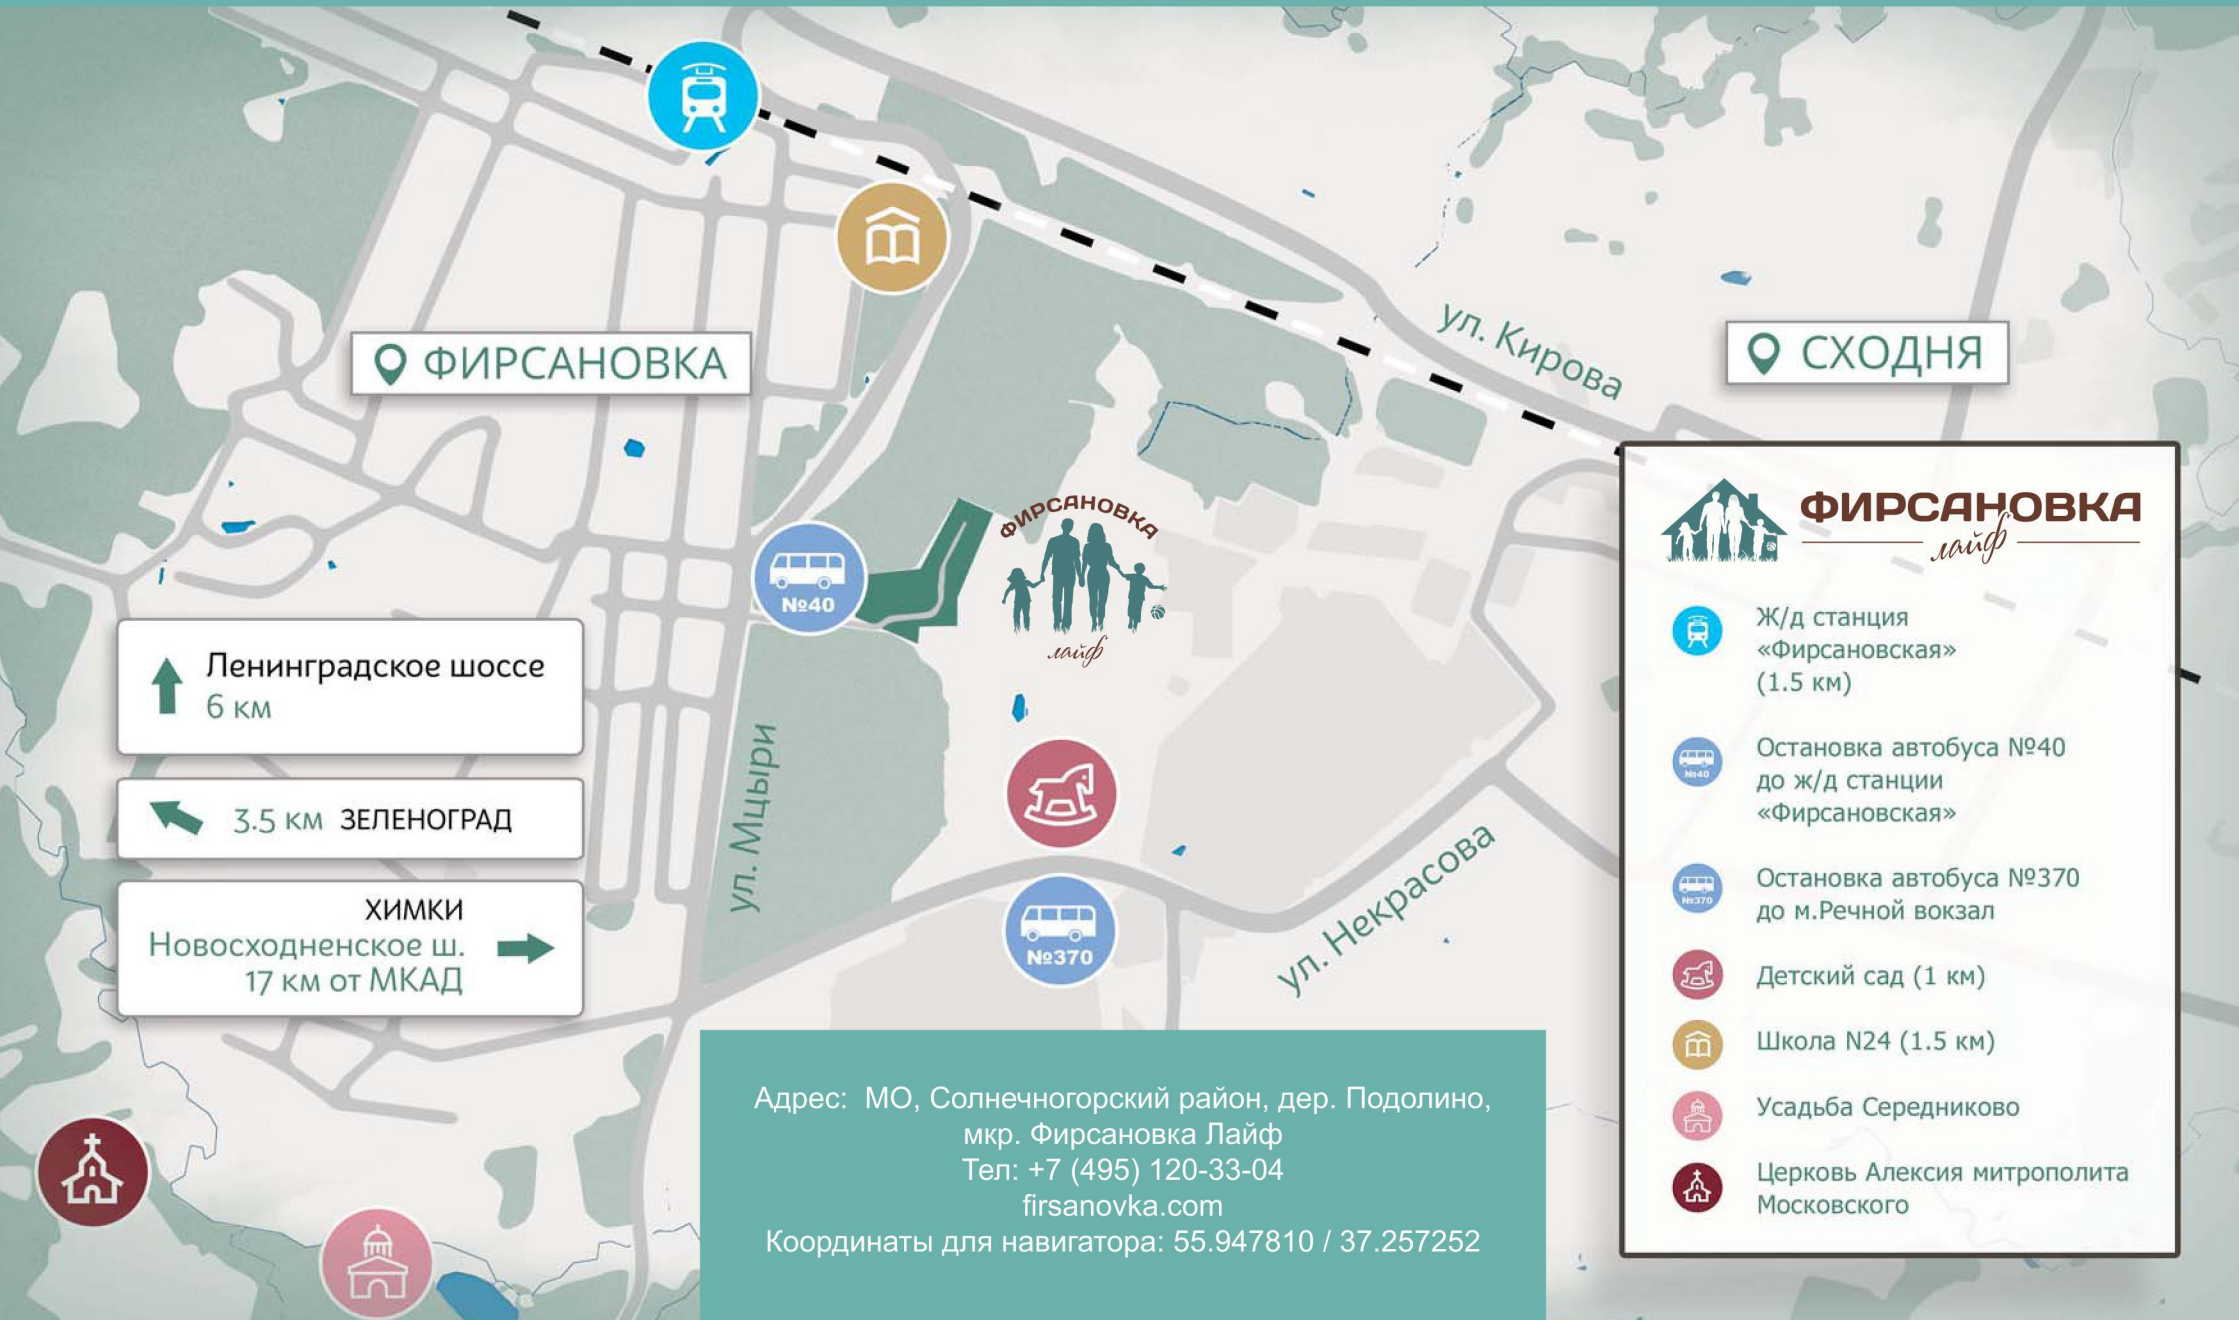 ул. Кирова
ФИРСАНОВКА
СХОДНЯ
ФИРСАНОВКА
лайф
№40
Ленинградское шоссе
6 км
3.5 км ЗЕЛЕНОГРАД
ХИМКИ
Новосходненское ш.
17 км от МКАД
ул. Мцыри
№370
ул. Некрасова
ФИРСАНОВКА
лайф
Ж/д станция
«Фирсановская»
(1.5 км)
№40
Остановка автобуса №40
до ж/д станции
«Фирсановская»
№370
Остановка автобуса №370
до м.Речной вокзал
Детский сад (1 км)
Школа N24 (1.5 км)
Усадьба Середниково
Церковь Алексия митрополита
Московского
Адрес: МО, Солнечногорский район, дер. Подолино,
мкр. Фирсановка Лайф
Тел: +7 (495) 120-33-04
firsanovka.com
Координаты для навигатора: 55.947810 / 37.257252